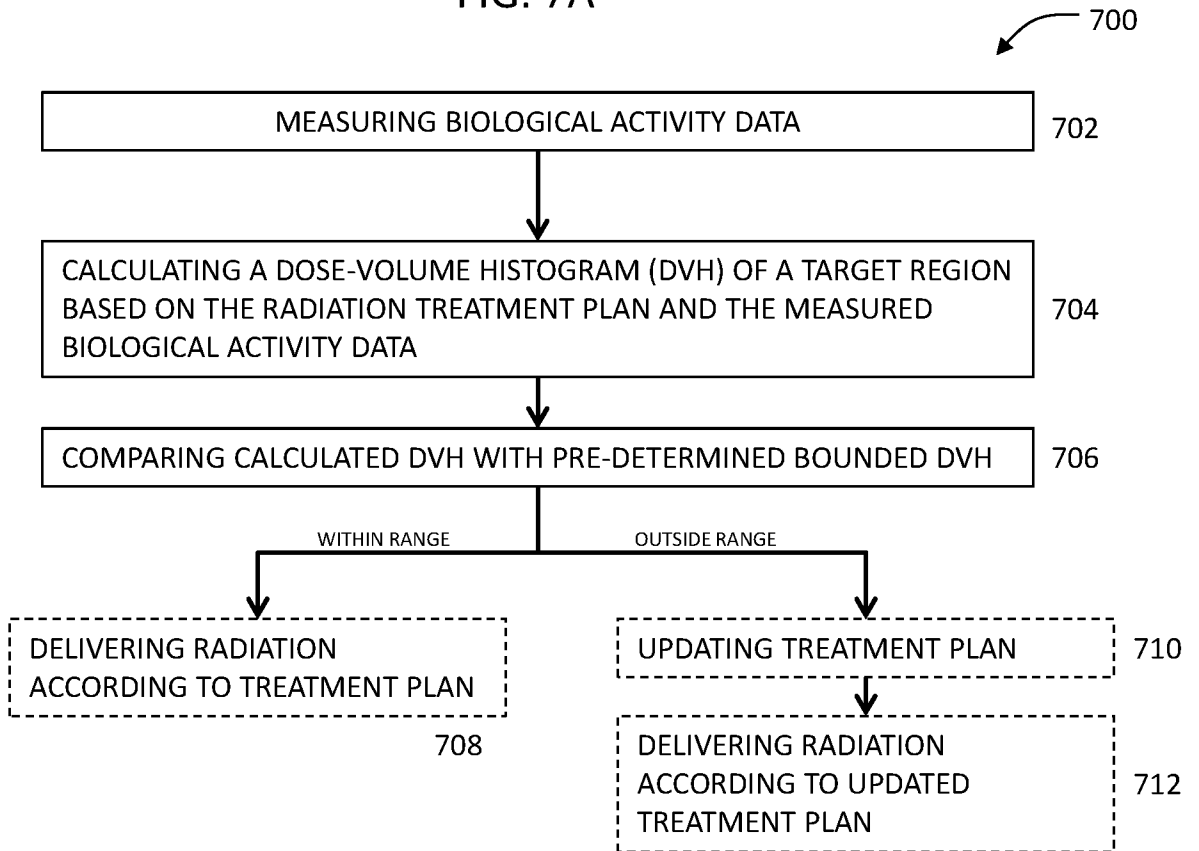 FIG. 7A
700
MEASURING BIOLOGICAL ACTIVITY DATA
702
CALCULATING A DOSE-VOLUME HISTOGRAM (DVH) OF A TARGET REGION
BASED ON THE RADIATION TREATMENT PLAN AND THE MEASURED
BIOLOGICAL ACTIVITY DATA
704
COMPARING CALCULATED DVH WITH PRE-DETERMINED BOUNDED DVH
706
WITHIN RANGE
OUTSIDE RANGE
DELIVERING RADIATION
ACCORDING TO TREATMENT PLAN
708
UPDATING TREATMENT PLAN
710
DELIVERING RADIATION
ACCORDING TO UPDATED
TREATMENT PLAN
712